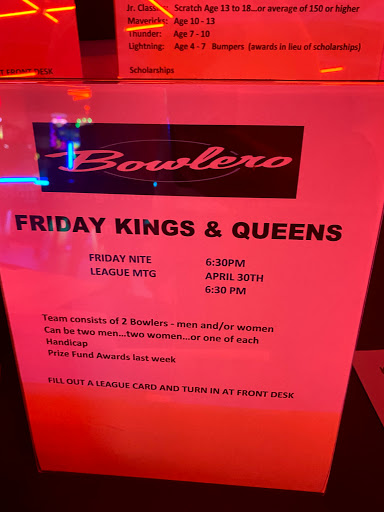 Jr. Classic: Scratch Age 13 to 18...or average of 150 or higher
Mavericks: Age 10 - 13
Thunder: Age 7 - 10
Lightning: Age 4 - 7 Bumpers (awards in lieu of scholarships)
T FRONT DESK
Scholarships
Bowlero
FRIDAY KINGS & QUEENS
FRIDAY NITE 6:30PM
LEAGUE MTG APRIL 30TH
6:30 PM
Team consists of 2 Bowlers - men and/or women
Can be two men...two women...or one of each
Handicap
Prize Fund Awards last week
FILL OUT A LEAGUE CARD AND TURN IN AT FRONT DESK